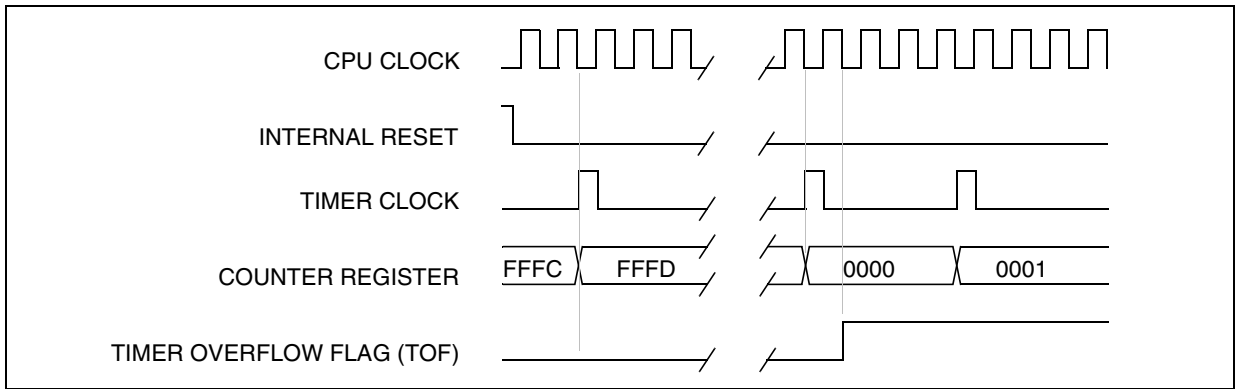 CPU CLOCK
INTERNAL RESET
TIMER CLOCK
COUNTER REGISTER
FFFC
FFFD
0000
0001
TIMER OVERFLOW FLAG (TOF)